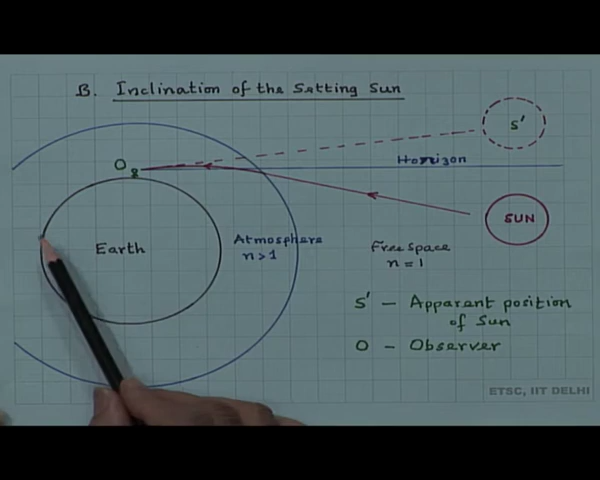 B. Inclination of the Setting Sun
S'
O
Horizon
SUN
Earth
Atmosphere
n>1
Free space
n = 1
S' – Apparent position
of Sun
O – Observer
ETSC, IIT DELHI